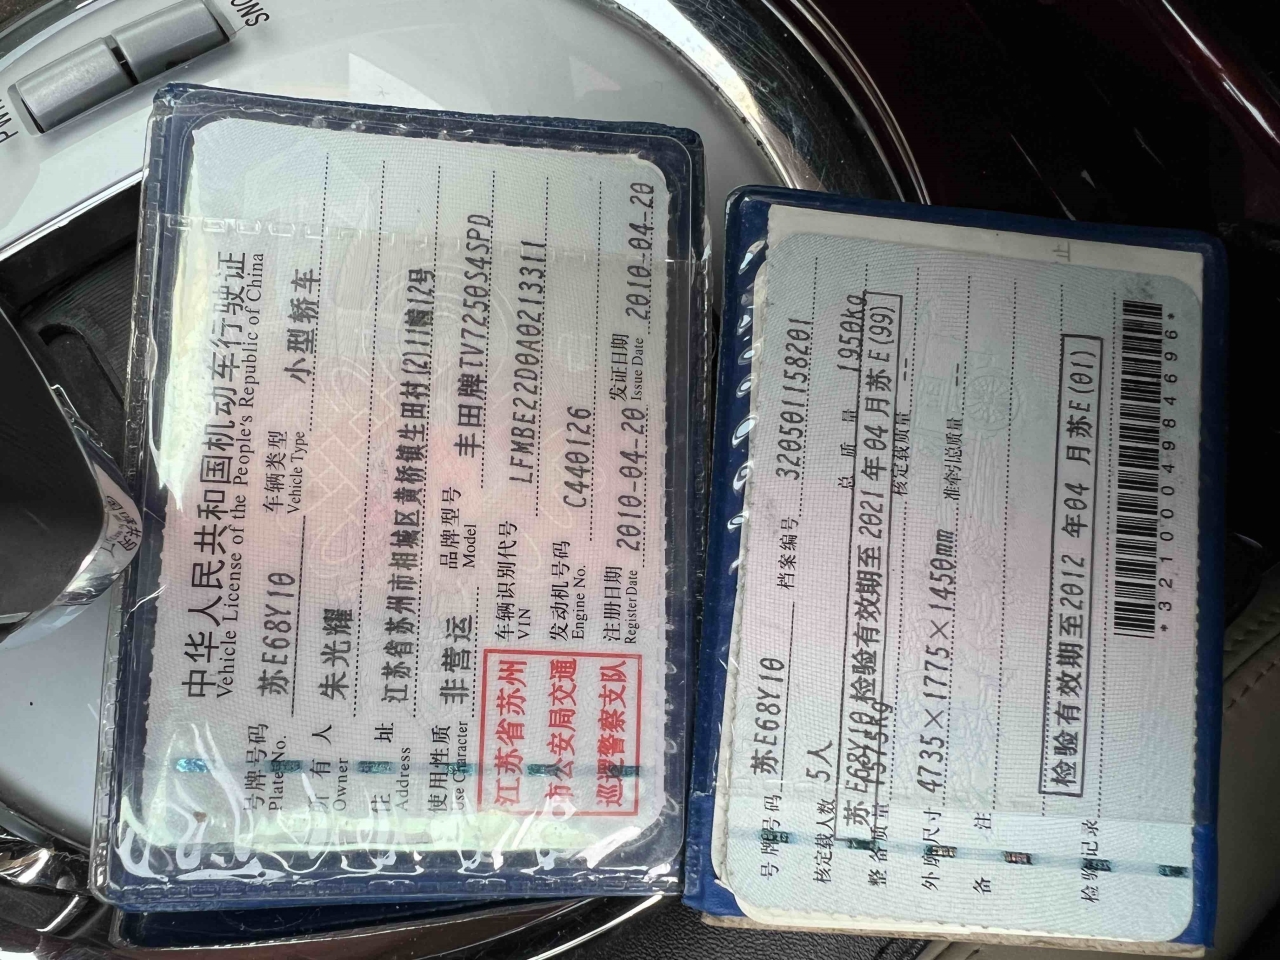 中华人民共和国机动车行驶证
Vehicle License of the People's Republic of China
号牌号码 苏E68Y10 车辆类型 小型轿车
Plate No. Vehicle Type
所有人 朱光耀
Owner
住址 江苏省苏州市相城区黄桥镇生田村(2)11幢12号
Address
使用性质 非营运 品牌型号 丰田牌TV7250S4SPD
Use Character Model
江苏省苏州
市公安局交通
巡逻警察支队
车辆识别代号 LFMBE22D0A0213311
VIN
发动机号码 C440126
Engine No.
注册日期 2010-04-20 发证日期 2010-04-20
Register Date Issue Date
号牌号码 苏E68Y10 档案编号 320501158201
核定载人数 5人 总质量 1950kg
苏E68Y10 检验有效期至2021年04月苏E(99)
整备质量 1515kg 核定载质量 --
外廓尺寸 4735×1775×1450mm 准牵引总质量 --
备注
检验有效期至2012年04月苏E(01)
检验记录
*3210004984696*